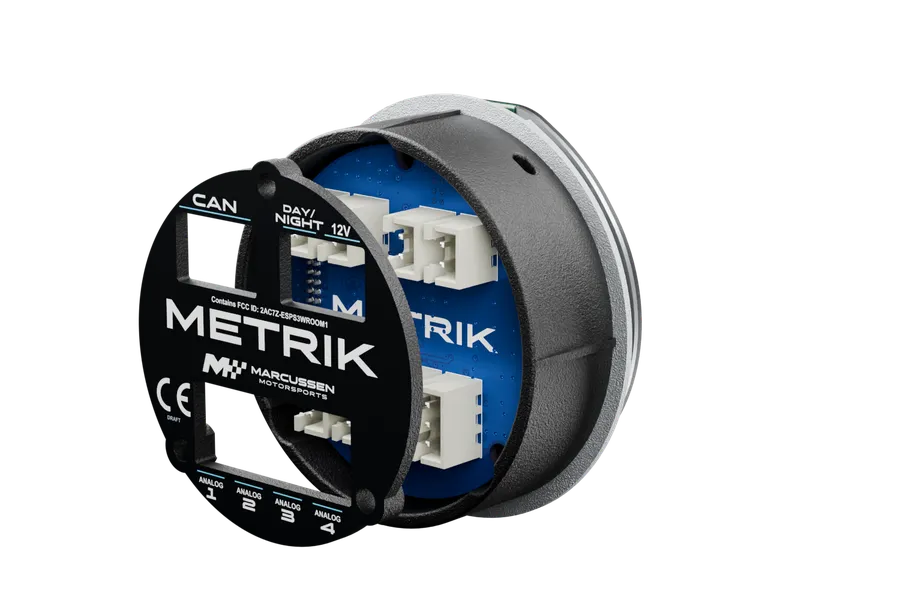 CAN
DAY/
NIGHT 12V
Contains FCC ID: 2AC7Z-ESPS3WROOM1
METRIK
M MARCUSSEN
MOTORSPORTS
CE
DRAFT
ANALOG
1
ANALOG
2
ANALOG
3
ANALOG
4
M
TRIK